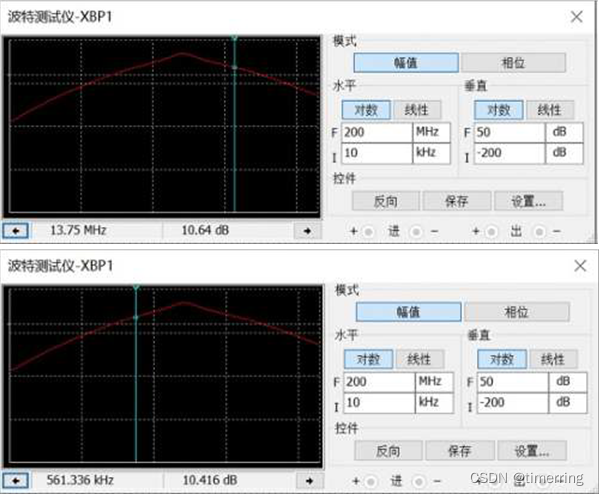 波特测试仪-XBP1
模式
幅值 相位
水平 垂直
对数 线性 对数 线性
F 200 MHz F 50 dB
I 10 kHz I -200 dB
控件
反向 保存 设置...
13.75 MHz 10.64 dB + 进 - + 出 -
波特测试仪-XBP1
模式
幅值 相位
水平 垂直
对数 线性 对数 线性
F 200 MHz F 50 dB
I 10 kHz I -200 dB
控件
反向 保存 设置...
561.336 kHz 10.416 dB + 进 - + 出 -
CSDN @timerring